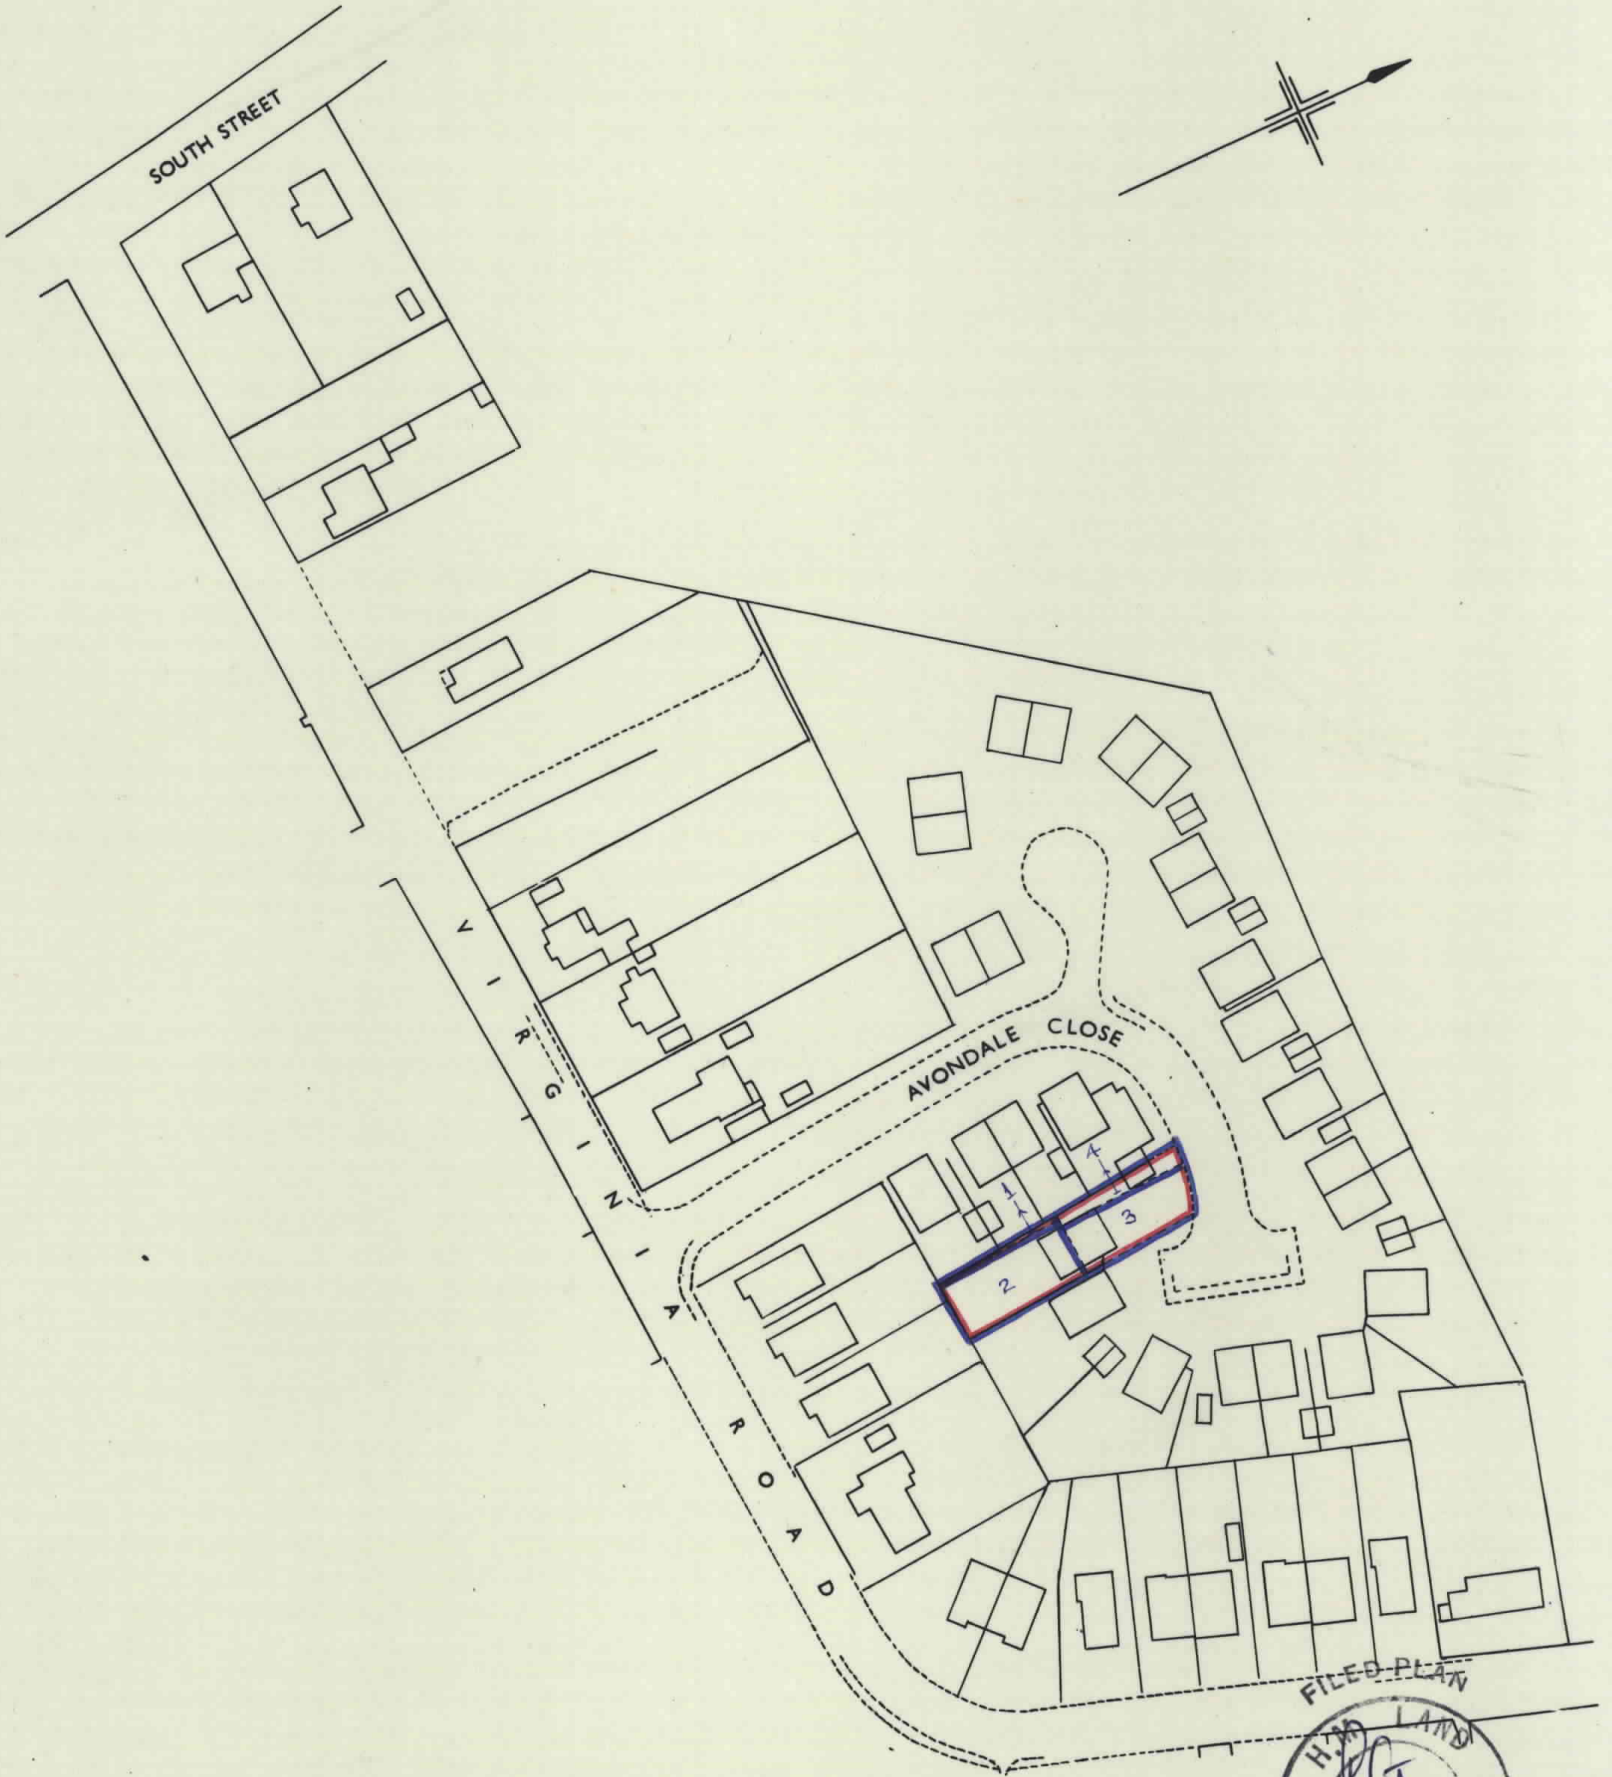 SOUTH STREET
VIRGINIA ROAD
AVONDALE CLOSE
1
4
3
2
FILED PLAN
H.M. LAND